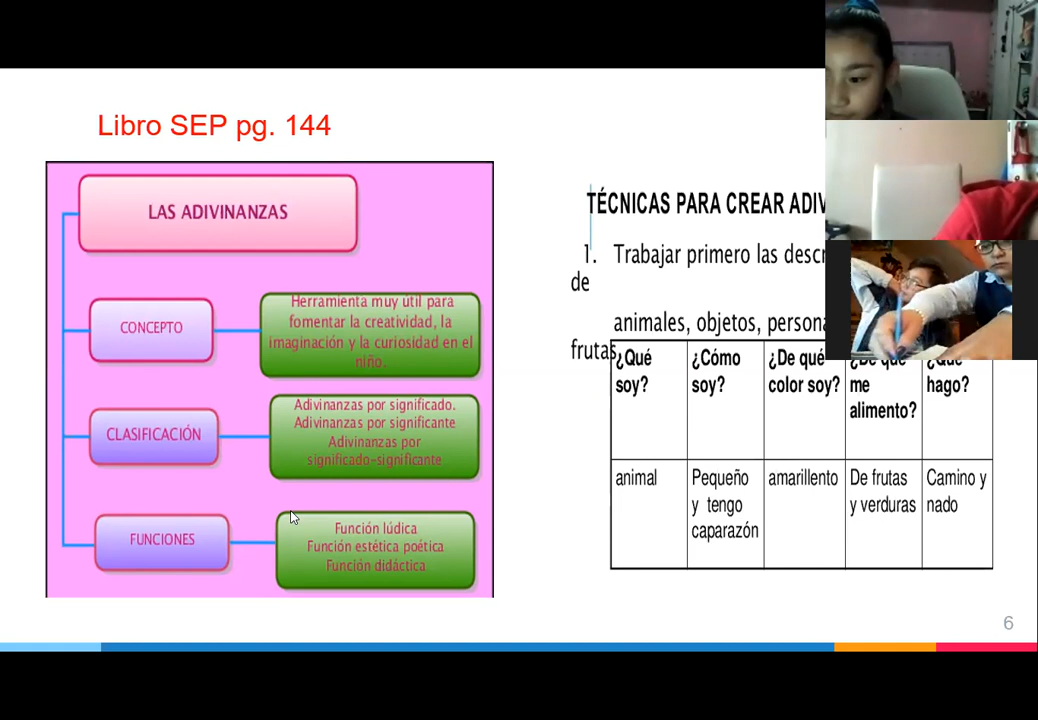 Libro SEP pg. 144
LAS ADIVINANZAS
CONCEPTO
Herramienta muy útil para
fomentar la creatividad, la
imaginación y la curiosidad en el
niño.
CLASIFICACIÓN
Adivinanzas por significado.
Adivinanzas por significante
Adivinanzas por
significado-significante
FUNCIONES
Función lúdica
Función estética poética
Función didáctica
TÉCNICAS PARA CREAR
1. Trabajar primero las
de
animales, objetos,
frutas
¿Qué
soy?
¿Cómo
soy?
¿De qué
color soy?
¿De que
me
alimento?
¿Qué
hago?
animal
Pequeño
y tengo
caparazón
amarillento
De frutas
y verduras
Camino y
nado
6